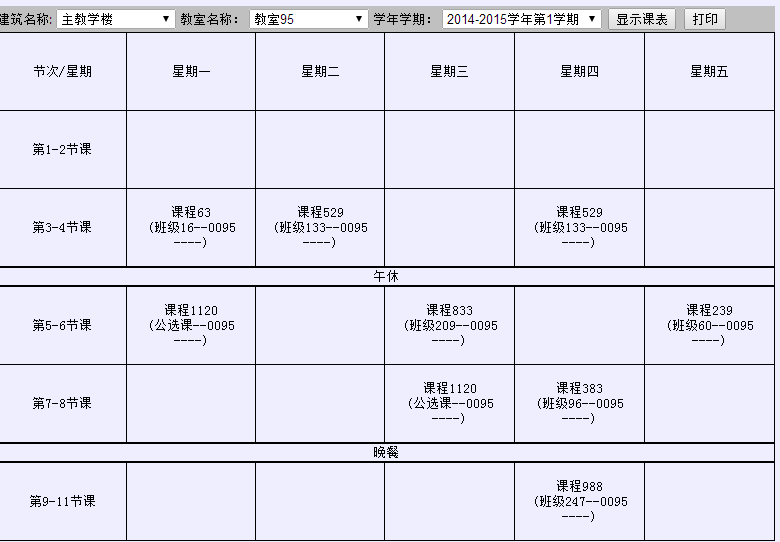 建筑名称: 主教学楼 教室名称: 教室95 学年学期: 2014-2015学年第1学期 显示课表 打印
节次/星期 星期一 星期二 星期三 星期四 星期五
第1-2节课
第3-4节课
课程63
(班级16--0095
----)
课程529
(班级133--0095
----)
课程529
(班级133--0095
----)
午休
第5-6节课
课程1120
(公选课--0095
----)
课程833
(班级209--0095
----)
课程239
(班级60--0095
----)
第7-8节课
课程1120
(公选课--0095
----)
课程383
(班级96--0095
----)
晚餐
第9-11节课
课程988
(班级247--0095
----)